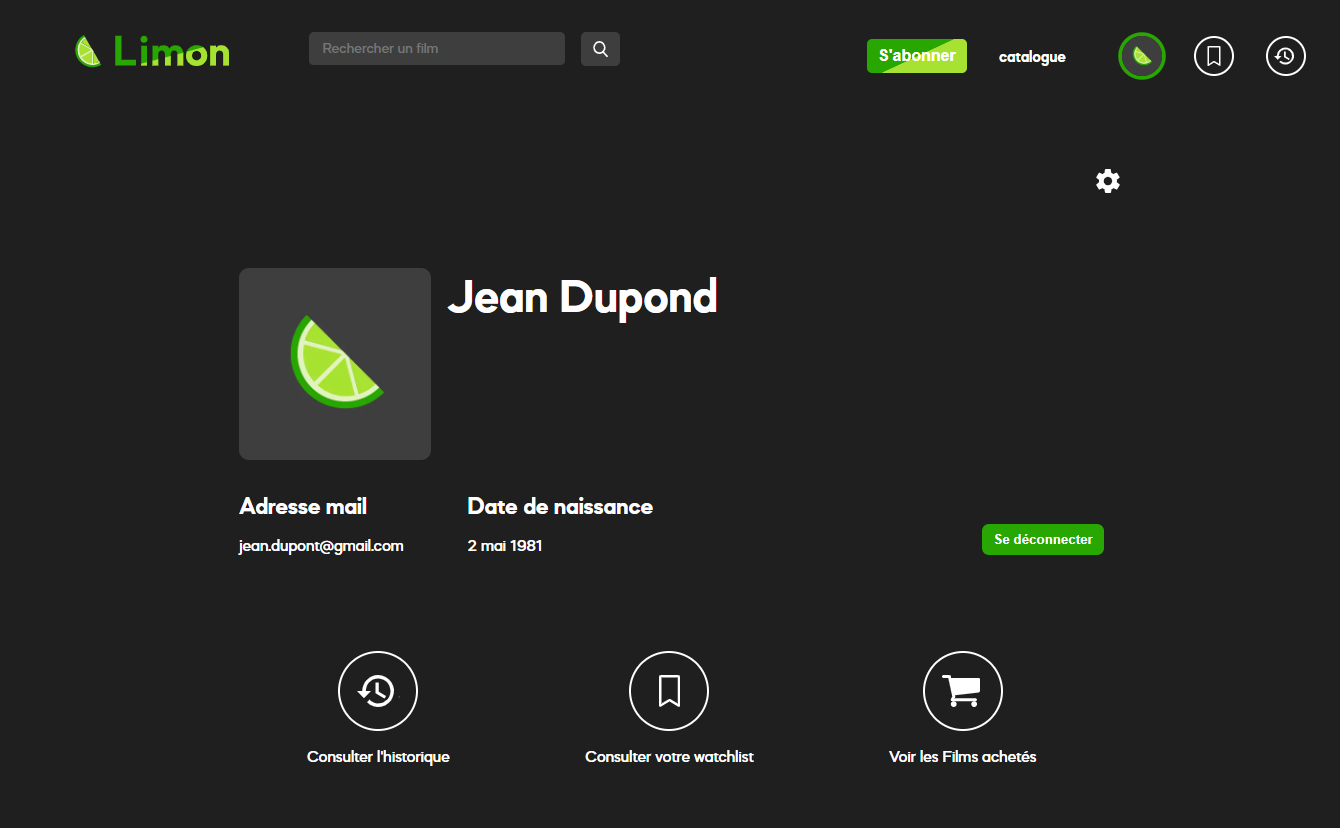 Limon
Rechercher un film
S'abonner
catalogue
Jean Dupond
Adresse mail
Date de naissance
jean.dupont@gmail.com
2 mai 1981
Se déconnecter
Consulter l'historique
Consulter votre watchlist
Voir les Films achetés